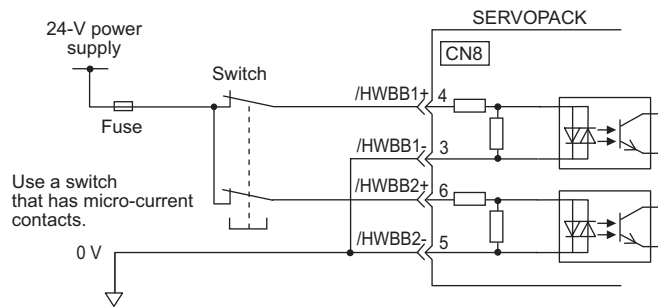 SERVOPACK
24-V power
supply
CN8
Switch
/HWBB1+ 4
Fuse
/HWBB1- 3
Use a switch
that has micro-current
contacts.
/HWBB2+ 6
0 V
/HWBB2- 5